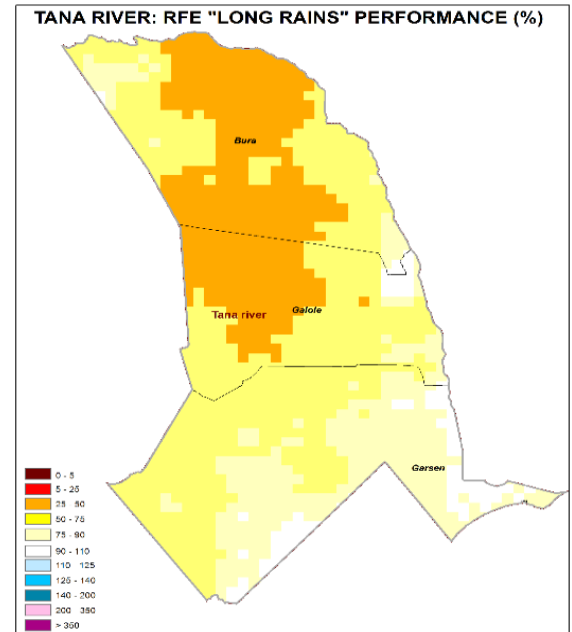 TANA RIVER: RFE "LONG RAINS" PERFORMANCE (%)
Bura
Tana river
Galole
Garsen
0 - 5
5 - 25
25 50
50 - 75
75 - 90
90 - 110
110 125
125 - 140
140 - 200
200 350
> 350